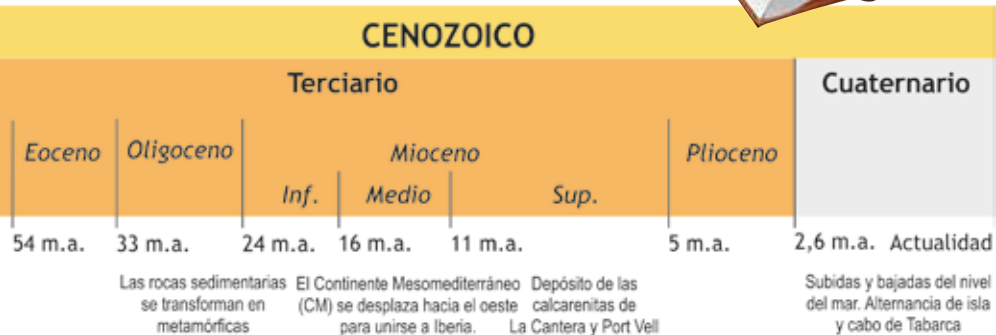 CENOZOICO
Terciario
Cuaternario
Eoceno
Oligoceno
Mioceno
Plioceno
Inf.
Medio
Sup.
54 m.a.
33 m.a.
24 m.a.
16 m.a.
11 m.a.
5 m.a.
2,6 m.a.
Actualidad
Las rocas sedimentarias
se transforman en
metamórficas
El Continente Mesomediterráneo
(CM) se desplaza hacia el oeste
para unirse a Iberia.
Depósito de las
calcarenitas de
La Cantera y Port Vell
Subidas y bajadas del nivel
del mar. Alternancia de isla
y cabo de Tabarca